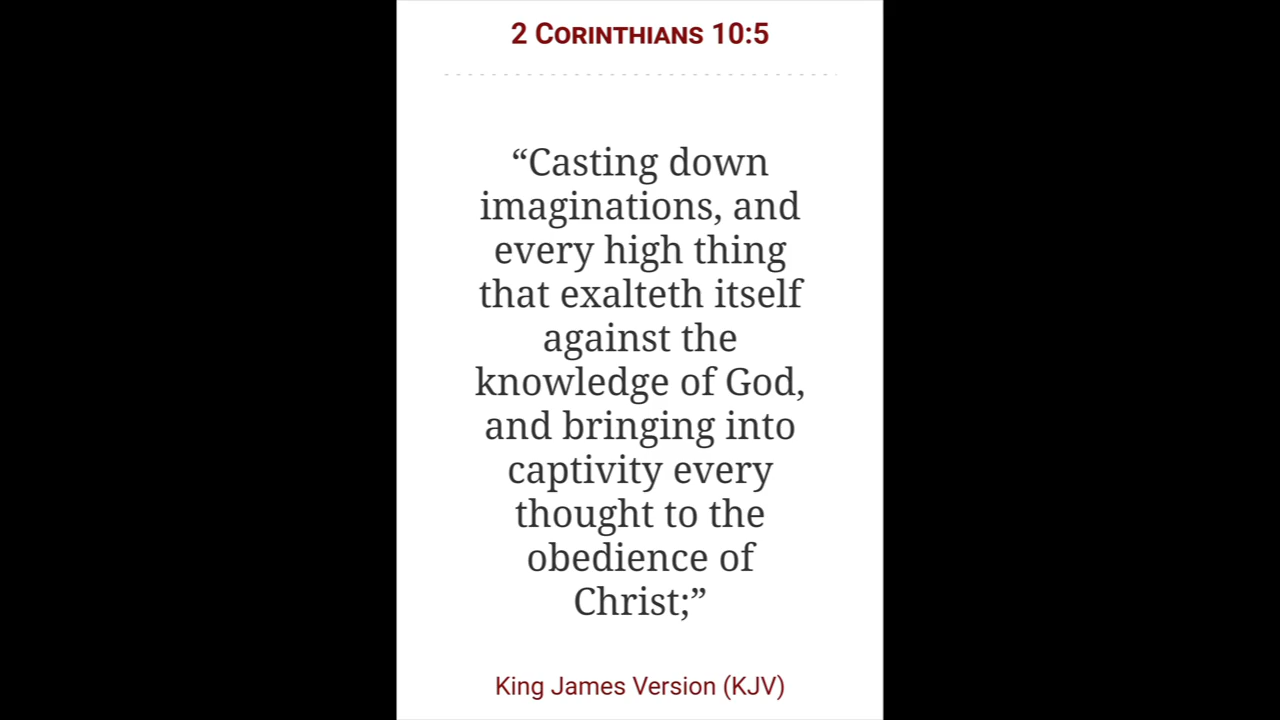 2 Corinthians 10:5
“Casting down
imaginations, and
every high thing
that exalteth itself
against the
knowledge of God,
and bringing into
captivity every
thought to the
obedience of
Christ;”
King James Version (KJV)